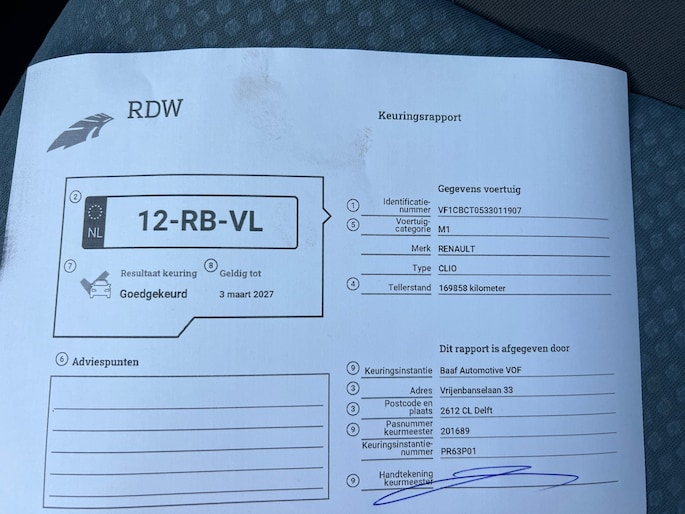 RDW
Keuringsrapport
2
NL
12-RB-VL
7
Resultaat keuring
Goedgekeurd
8
Geldig tot
3 maart 2027
Gegevens voertuig
1 Identificatie-
nummer VF1CBCT0533011907
5 Voertuig-
categorie M1
Merk RENAULT
Type CLIO
4 Tellerstand 169858 kilometer
6 Adviespunten
Dit rapport is afgegeven door
9 Keuringsinstantie Baaf Automotive VOF
3 Adres Vrijenbanselaan 33
3 Postcode en
plaats 2612 CL Delft
9 Pasnummer
keurmeester 201689
Keuringsinstantie-
nummer PR63P01
9 Handtekening
keurmeester